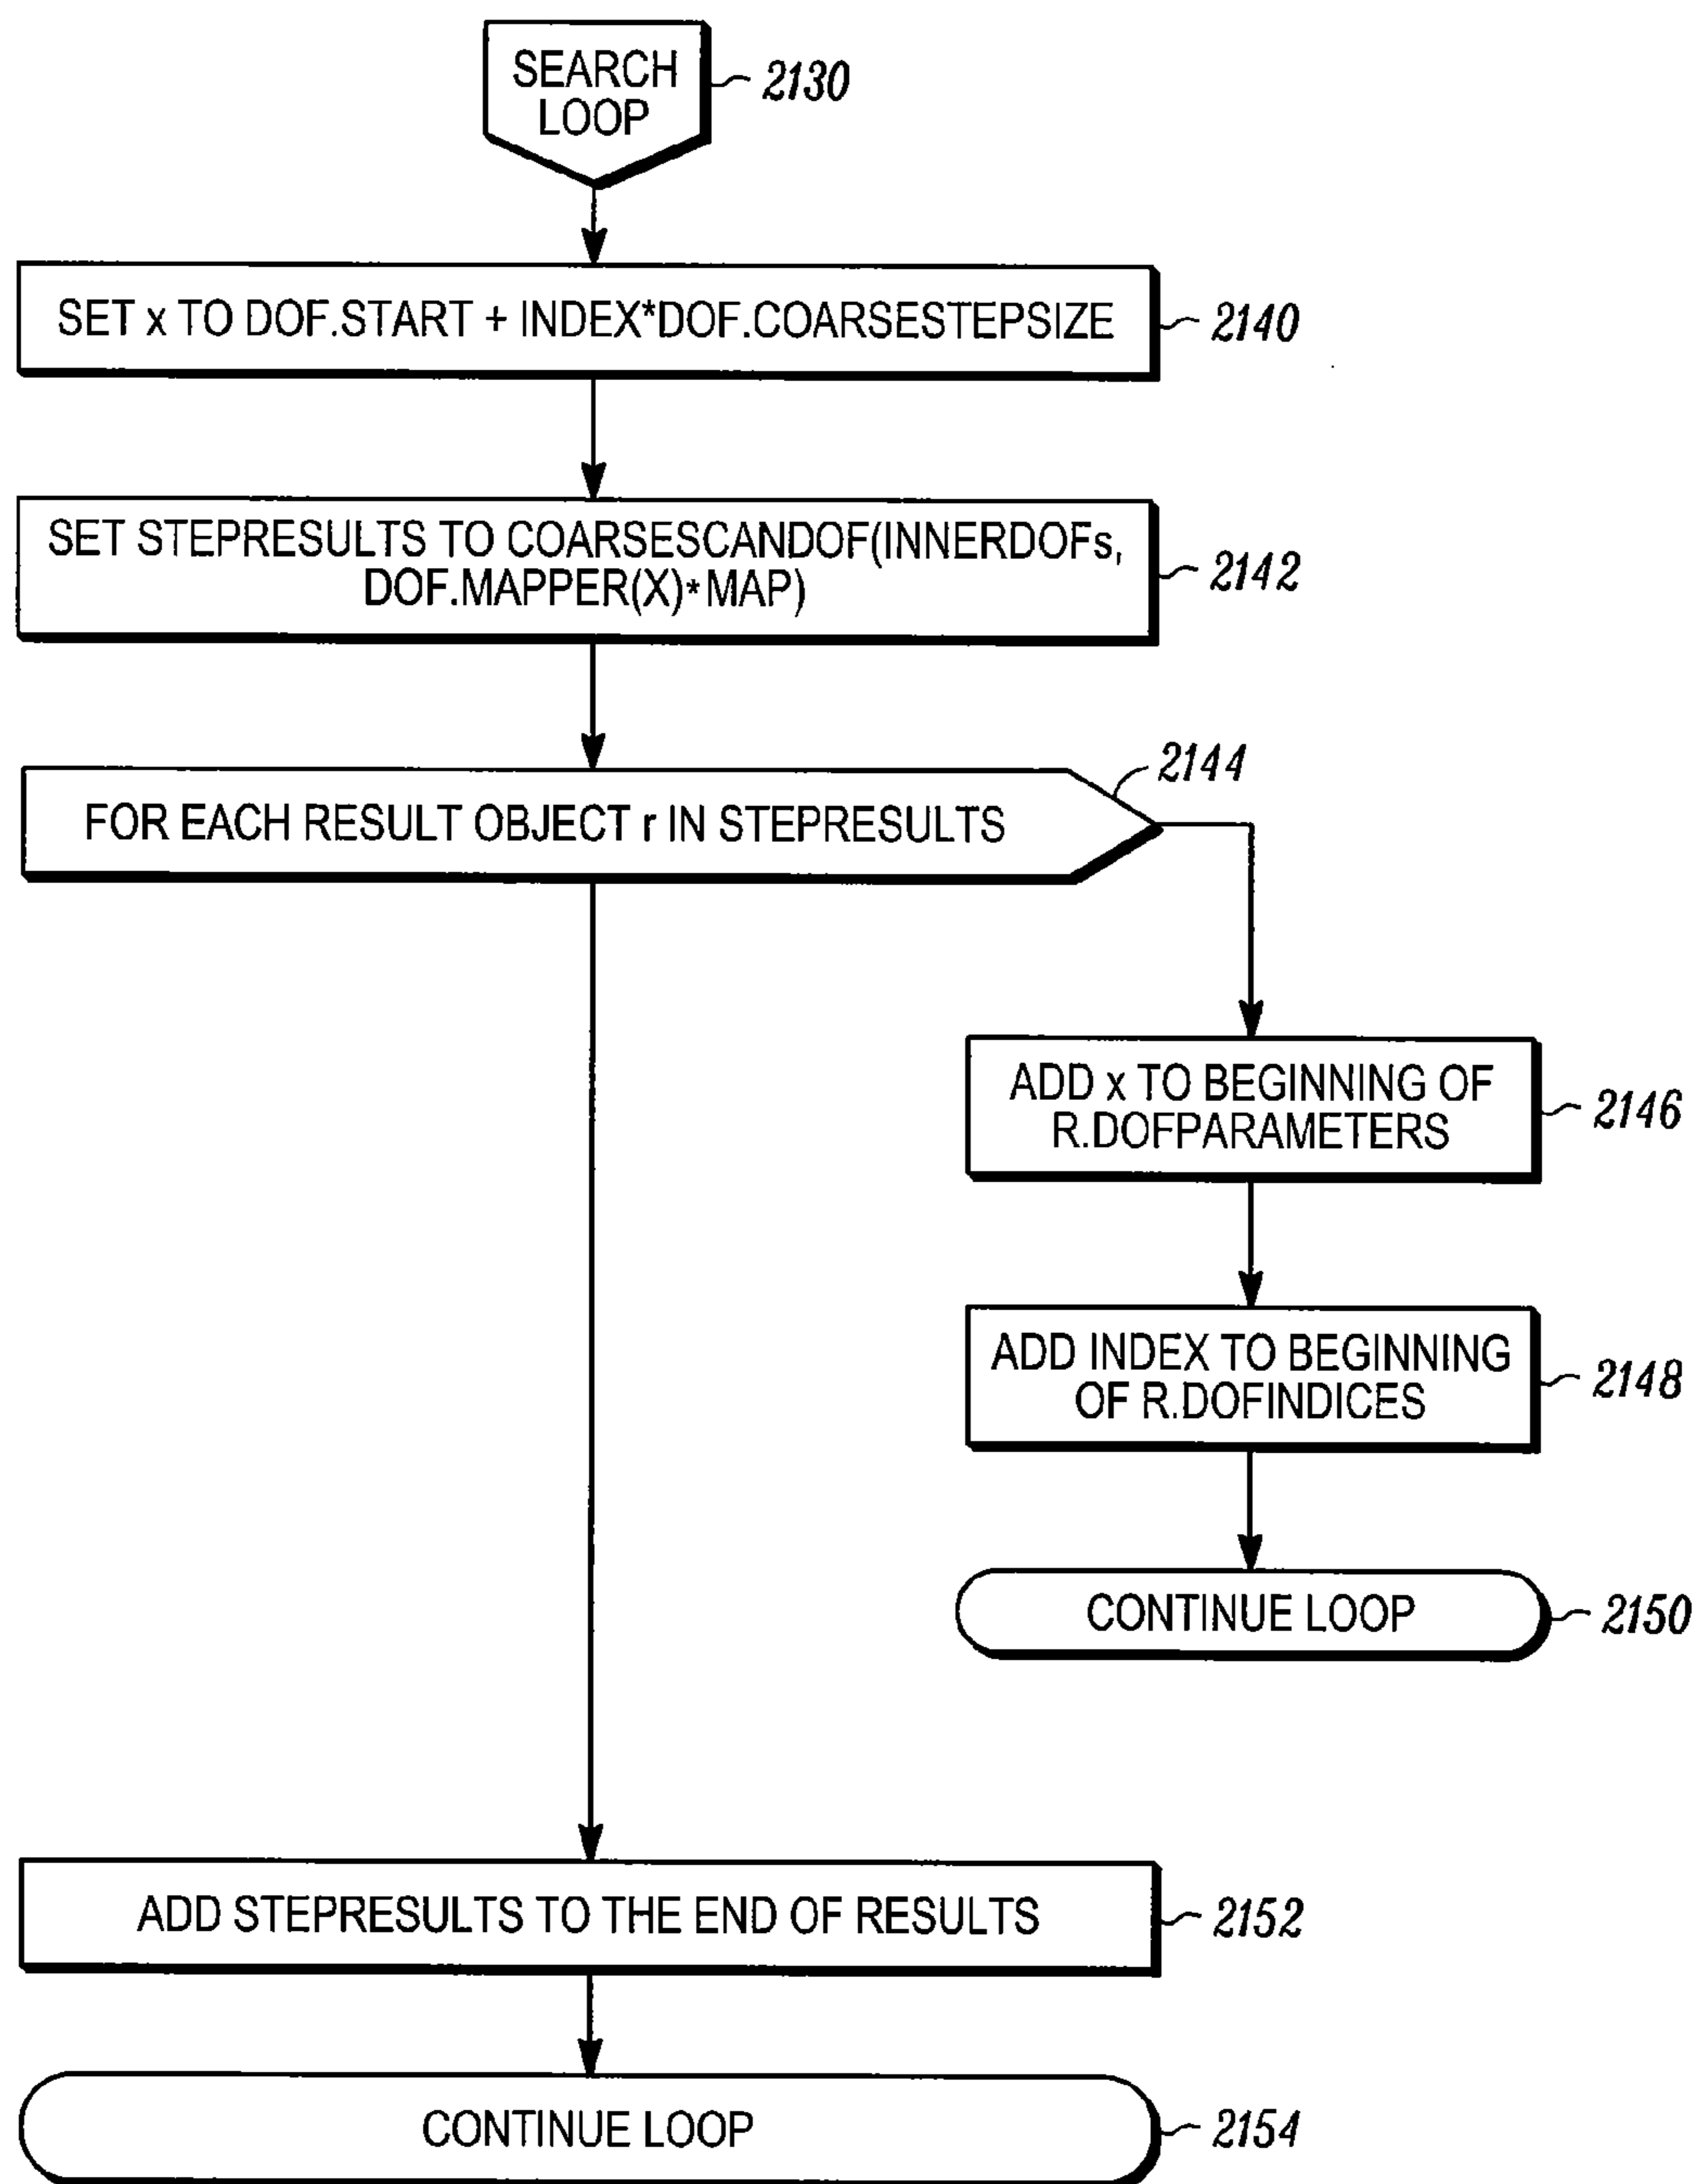 SEARCH
LOOP
2130
SET x TO DOF.START + INDEX*DOF.COARSESTEPSIZE
2140
SET STEPRESULTS TO COARSESCANDOF(INNERDOFs,
DOF.MAPPER(X)*MAP)
2142
2144
FOR EACH RESULT OBJECT r IN STEPRESULTS
ADD x TO BEGINNING OF
R.DOFPARAMETERS
2146
ADD INDEX TO BEGINNING
OF R.DOFINDICES
2148
CONTINUE LOOP
2150
ADD STEPRESULTS TO THE END OF RESULTS
2152
CONTINUE LOOP
2154